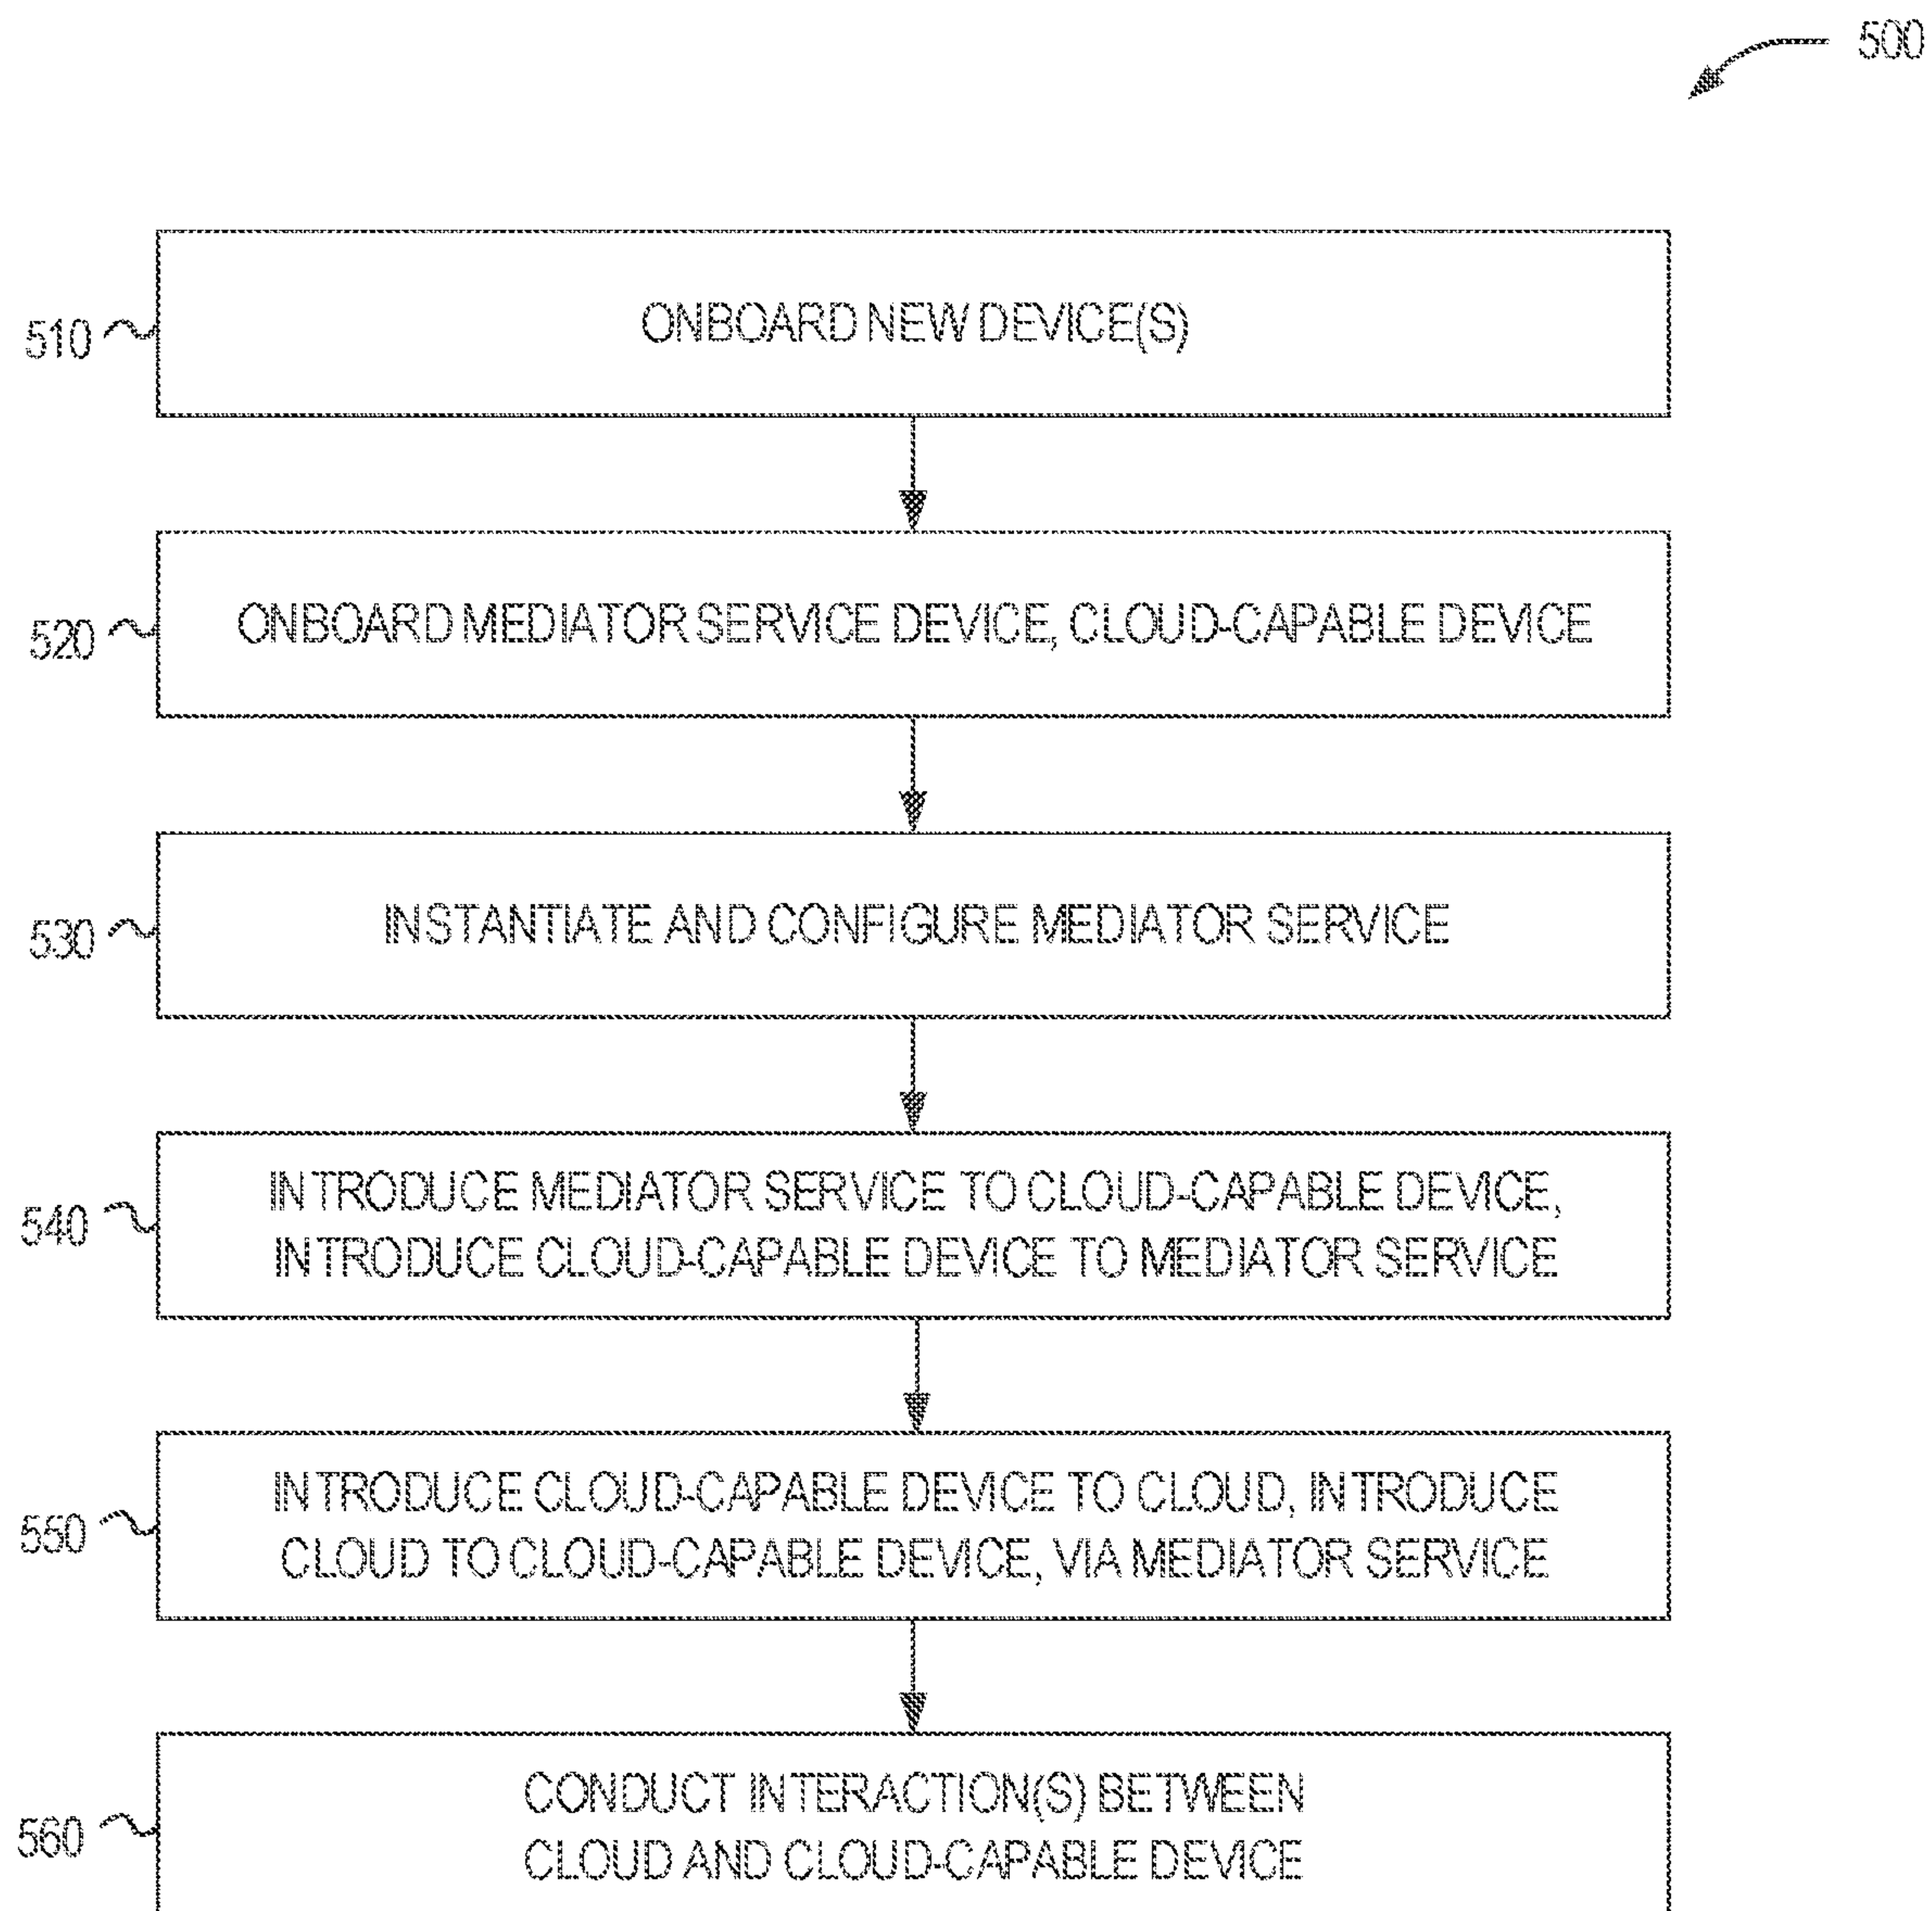 500
510
ONBOARD NEW DEVICE(S)
520
ONBOARD MEDIATOR SERVICE DEVICE, CLOUD-CAPABLE DEVICE
530
INSTANTIATE AND CONFIGURE MEDIATOR SERVICE
540
INTRODUCE MEDIATOR SERVICE TO CLOUD-CAPABLE DEVICE,
INTRODUCE CLOUD-CAPABLE DEVICE TO MEDIATOR SERVICE
550
INTRODUCE CLOUD-CAPABLE DEVICE TO CLOUD, INTRODUCE
CLOUD TO CLOUD-CAPABLE DEVICE, VIA MEDIATOR SERVICE
560
CONDUCT INTERACTION(S) BETWEEN
CLOUD AND CLOUD-CAPABLE DEVICE